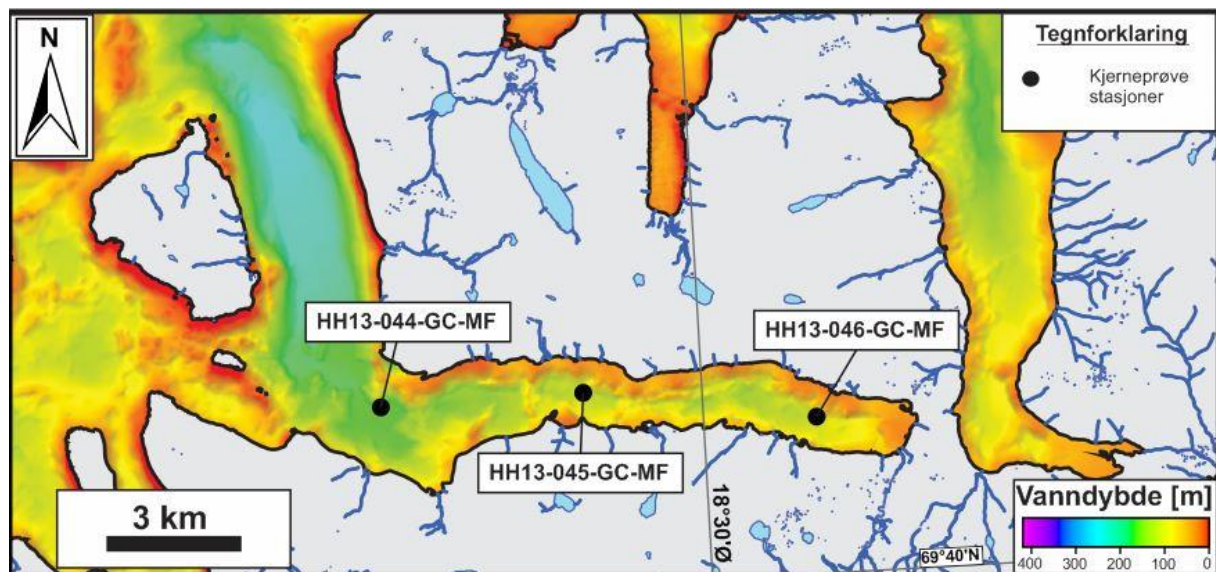 N
Tegnforklaring
Kjerneprøve
stasjoner
HH13-044-GC-MF
HH13-046-GC-MF
HH13-045-GC-MF
18°30'Ø
3 km
69°40'N
Vanndybde [m]
400 300 200 100 0